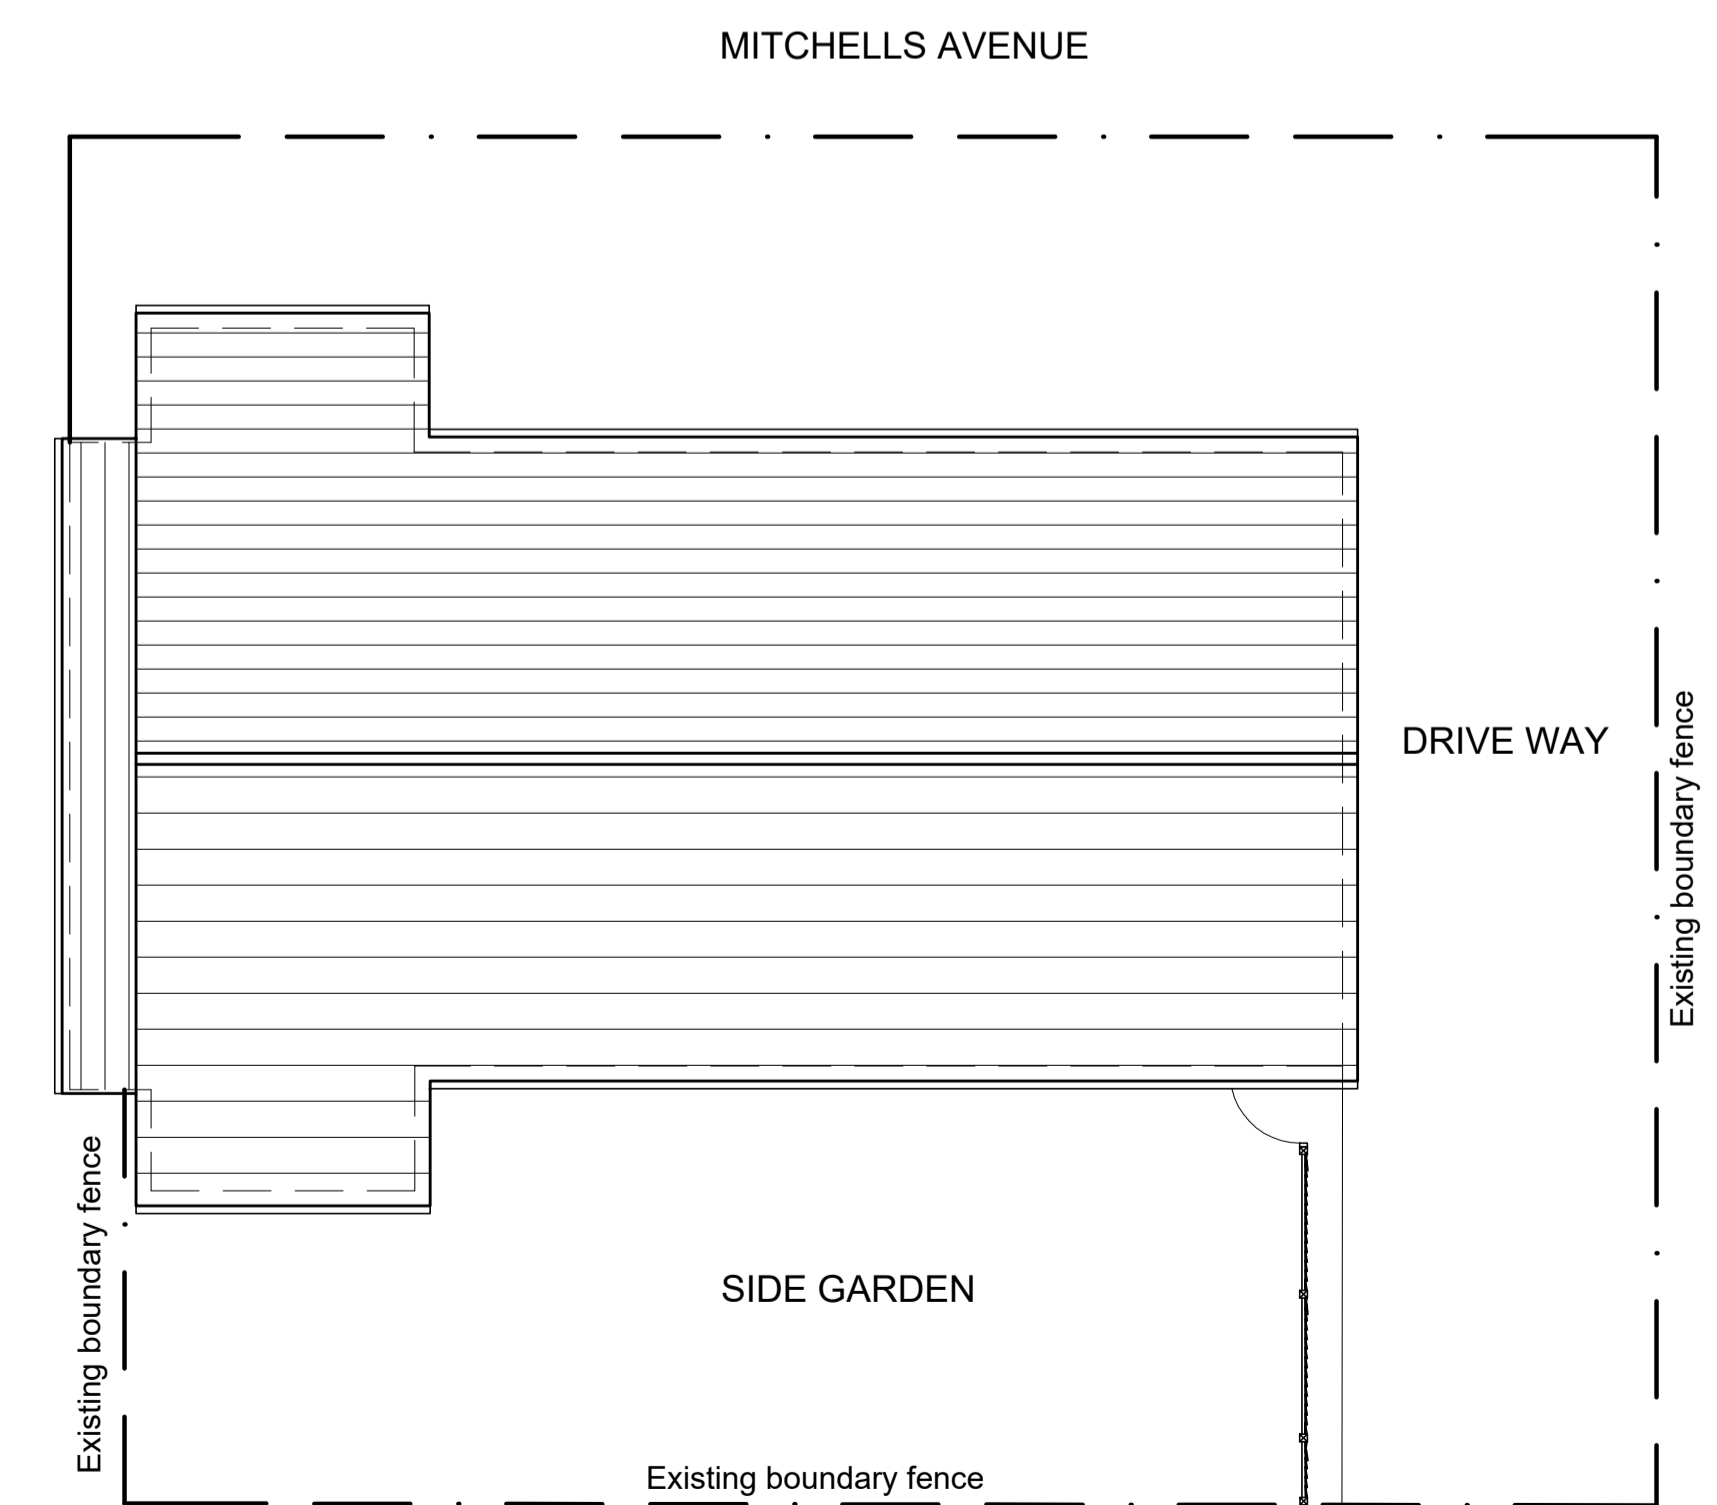 MITCHELLS AVENUE
DRIVE WAY
Existing boundary fence
Existing boundary fence
SIDE GARDEN
Existing boundary fence